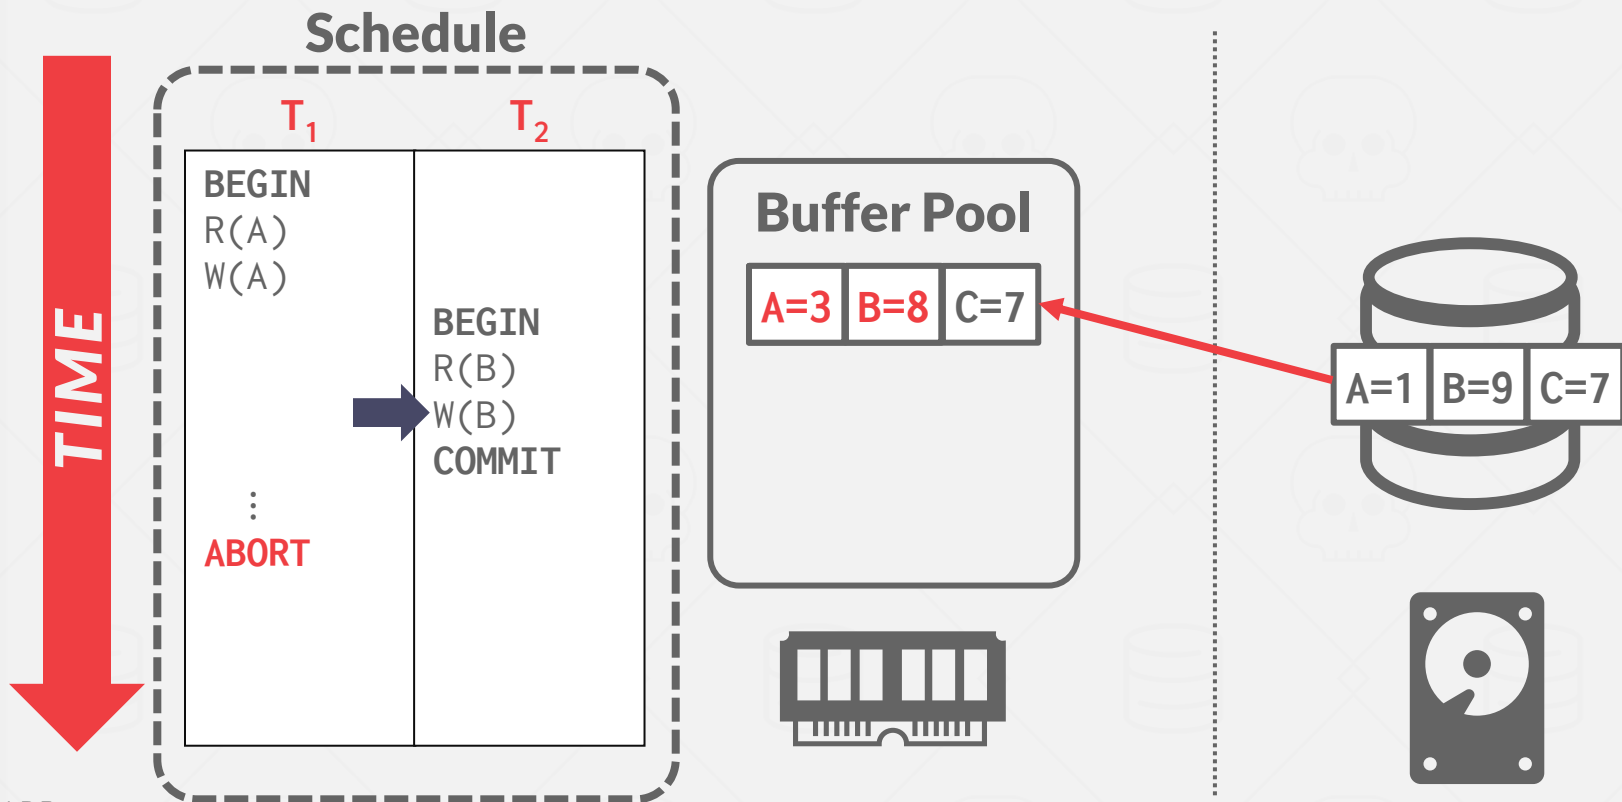 Schedule
TIME
T1 T2
BEGIN
R(A)
W(A)
BEGIN
R(B)
W(B)
COMMIT
⋮
ABORT
Buffer Pool
A=3 B=8 C=7
A=1 B=9 C=7